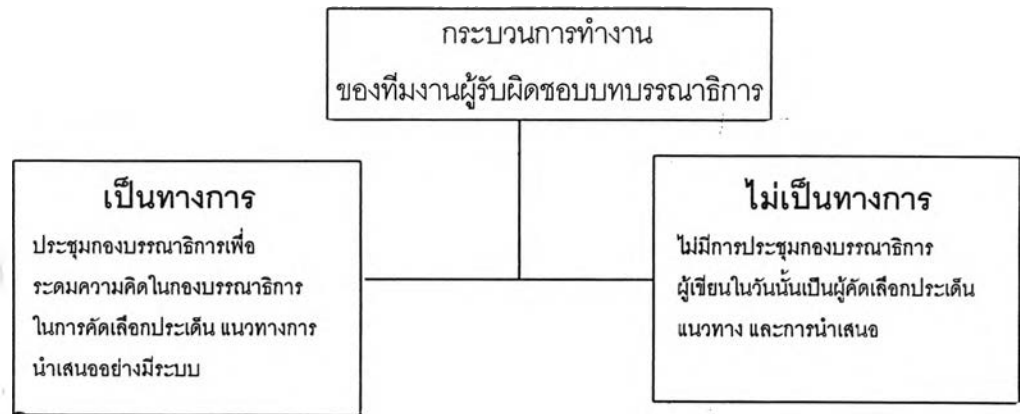 กระบวนการทำงาน
ของทีมงานผู้รับผิดชอบบทบรรณาธิการ
เป็นทางการ
ประชุมกองบรรณาธิการเพื่อ
ระดมความคิดในกองบรรณาธิการ
ในการคัดเลือกประเด็น แนวทางการ
นำเสนออย่างมีระบบ
ไม่เป็นทางการ
ไม่มีการประชุมกองบรรณาธิการ
ผู้เขียนในวันนั้นเป็นผู้คัดเลือกประเด็น
แนวทาง และการนำเสนอ